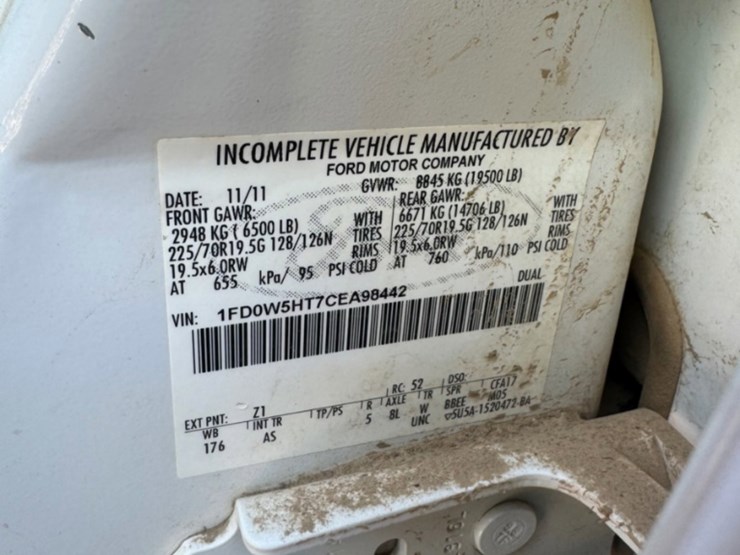 INCOMPLETE VEHICLE MANUFACTURED BY
FORD MOTOR COMPANY
DATE: 11/11 GVWR: 8845 KG (19500 LB)
FRONT GAWR: REAR GAWR:
2948 KG ( 6500 LB) WITH 6671 KG (14706 LB) WITH
225/70R19.5G 128/126N TIRES 225/70R19.5G 128/126N TIRES
19.5x6.0RW RIMS 19.5x6.0RW RIMS
AT 655 kPa/ 95 PSI COLD AT 760 kPa/110 PSI COLD
DUAL
VIN: 1FD0W5HT7CEA98442
EXT PNT: Z1 RC: 52 DSO:
WB INT TR TP/PS R AXLE TR SPR CFA17
176 AS 5 8L W BBEE M05
UNC 5U5A-1520472-BA